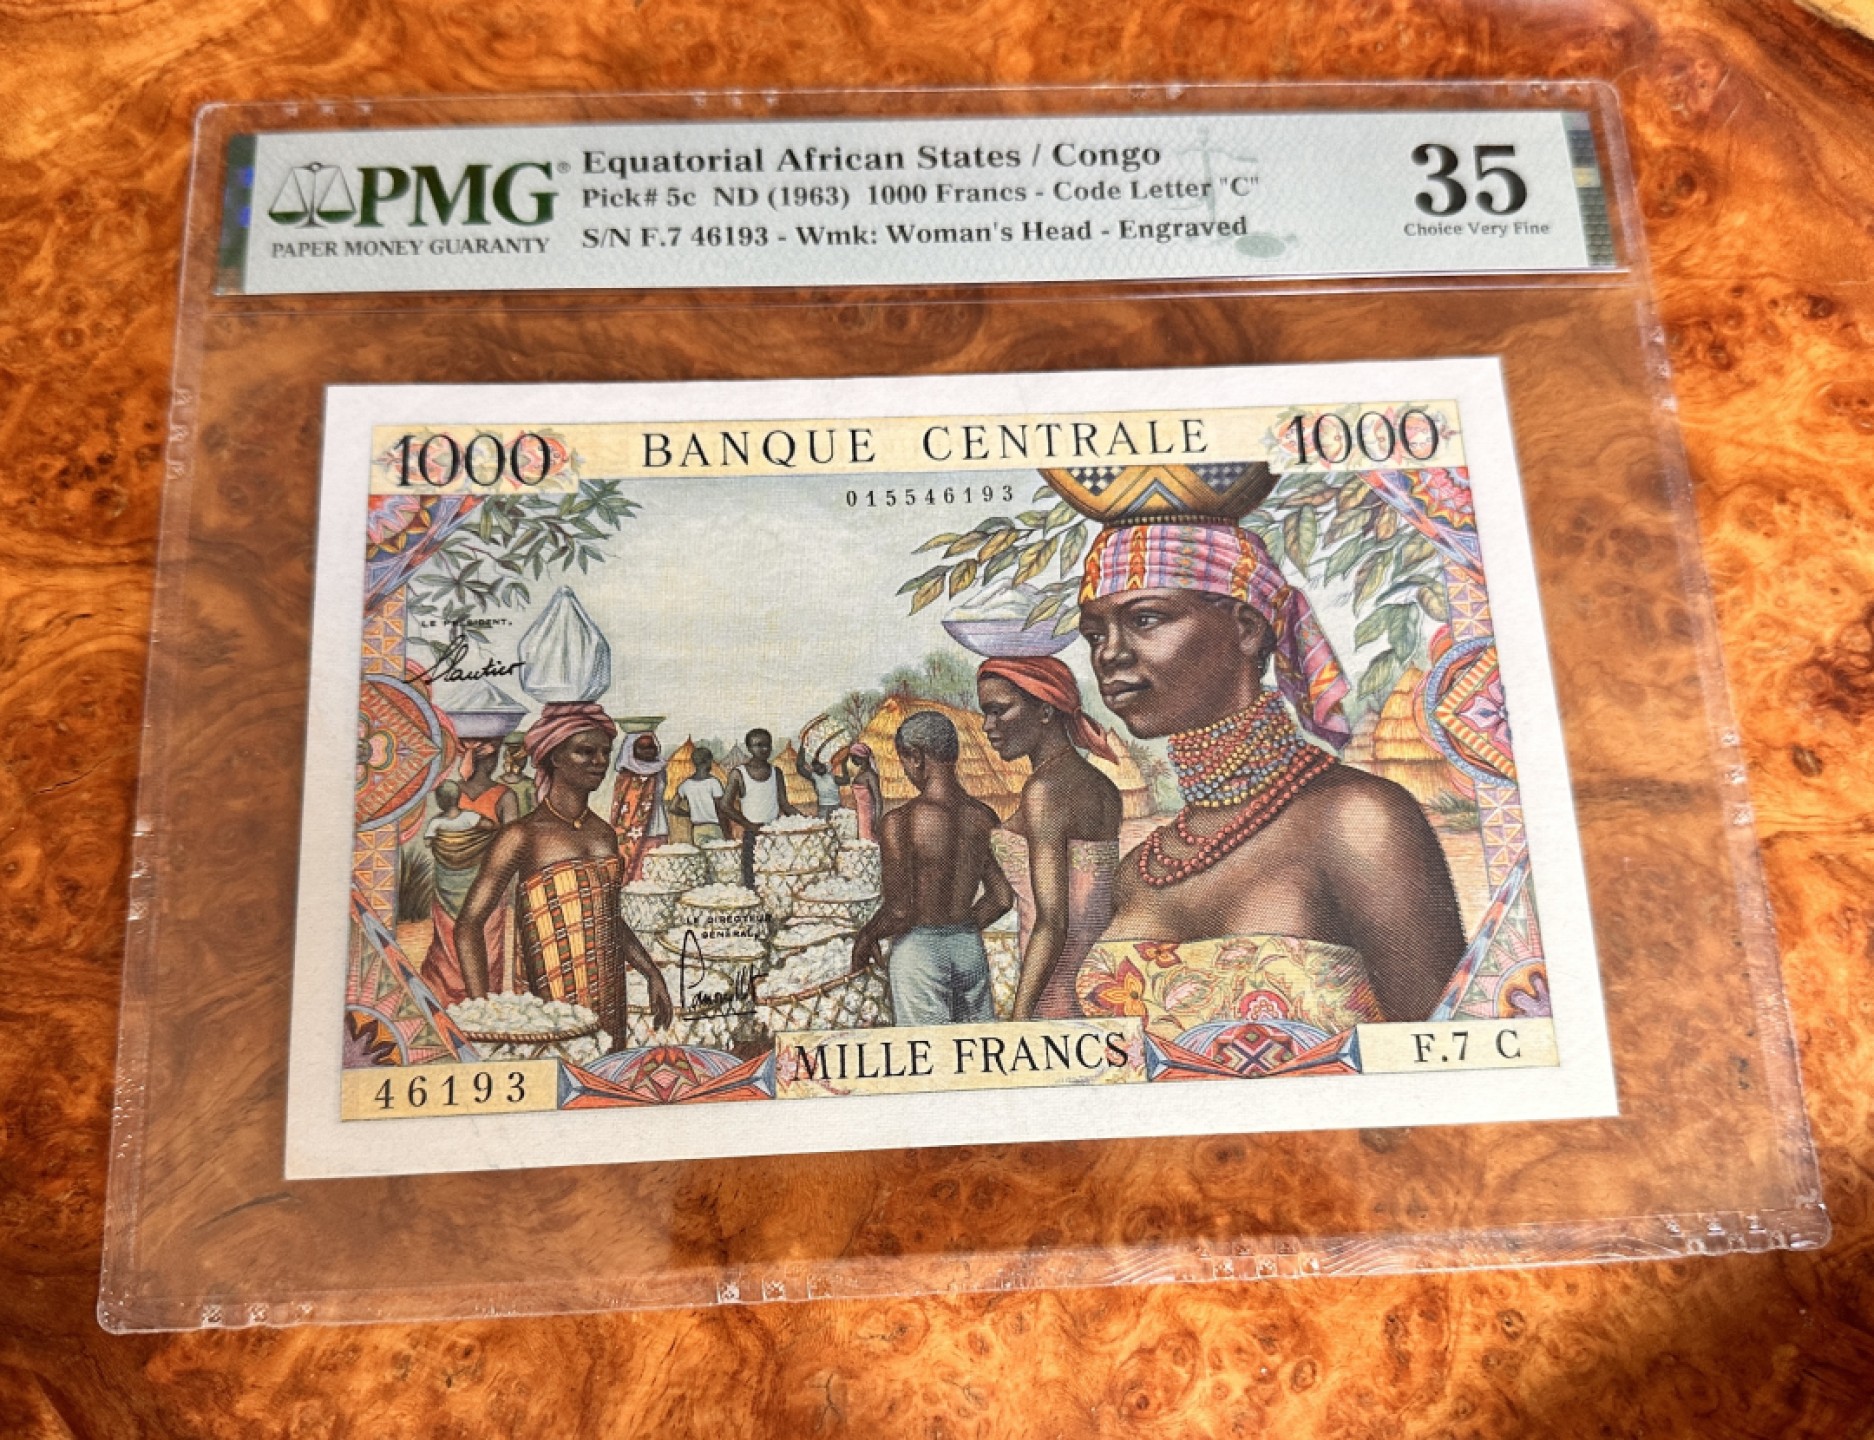 PMG®
PAPER MONEY GUARANTY
Equatorial African States / Congo
Pick# 5c ND (1963) 1000 Francs - Code Letter "C"
S/N F.7 46193 - Wmk: Woman's Head - Engraved
35
Choice Very Fine
1000 BANQUE CENTRALE 1000
015546193
LE PRÉSIDENT,
LE DIRECTEUR
GÉNÉRAL,
46193 MILLE FRANCS F.7 C